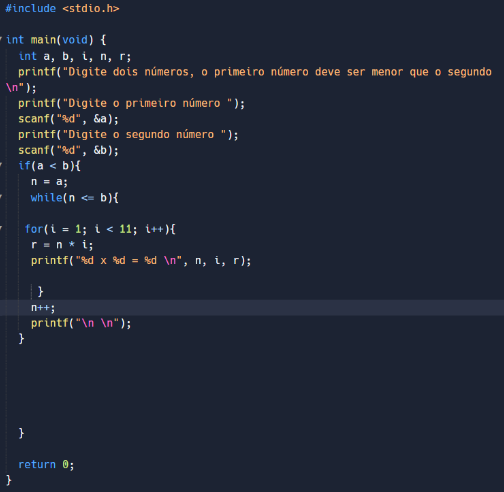 #include <stdio.h>
int main(void) {
int a, b, i, n, r;
printf("Digite dois números, o primeiro número deve ser menor que o segundo
\n");
printf("Digite o primeiro número ");
scanf("%d", &a);
printf("Digite o segundo número ");
scanf("%d", &b);
if(a < b){
n = a;
while(n <= b){
for(i = 1; i < 11; i++){
r = n * i;
printf("%d x %d = %d \n", n, i, r);
}
n++;
printf("\n \n");
}
}
return 0;
}